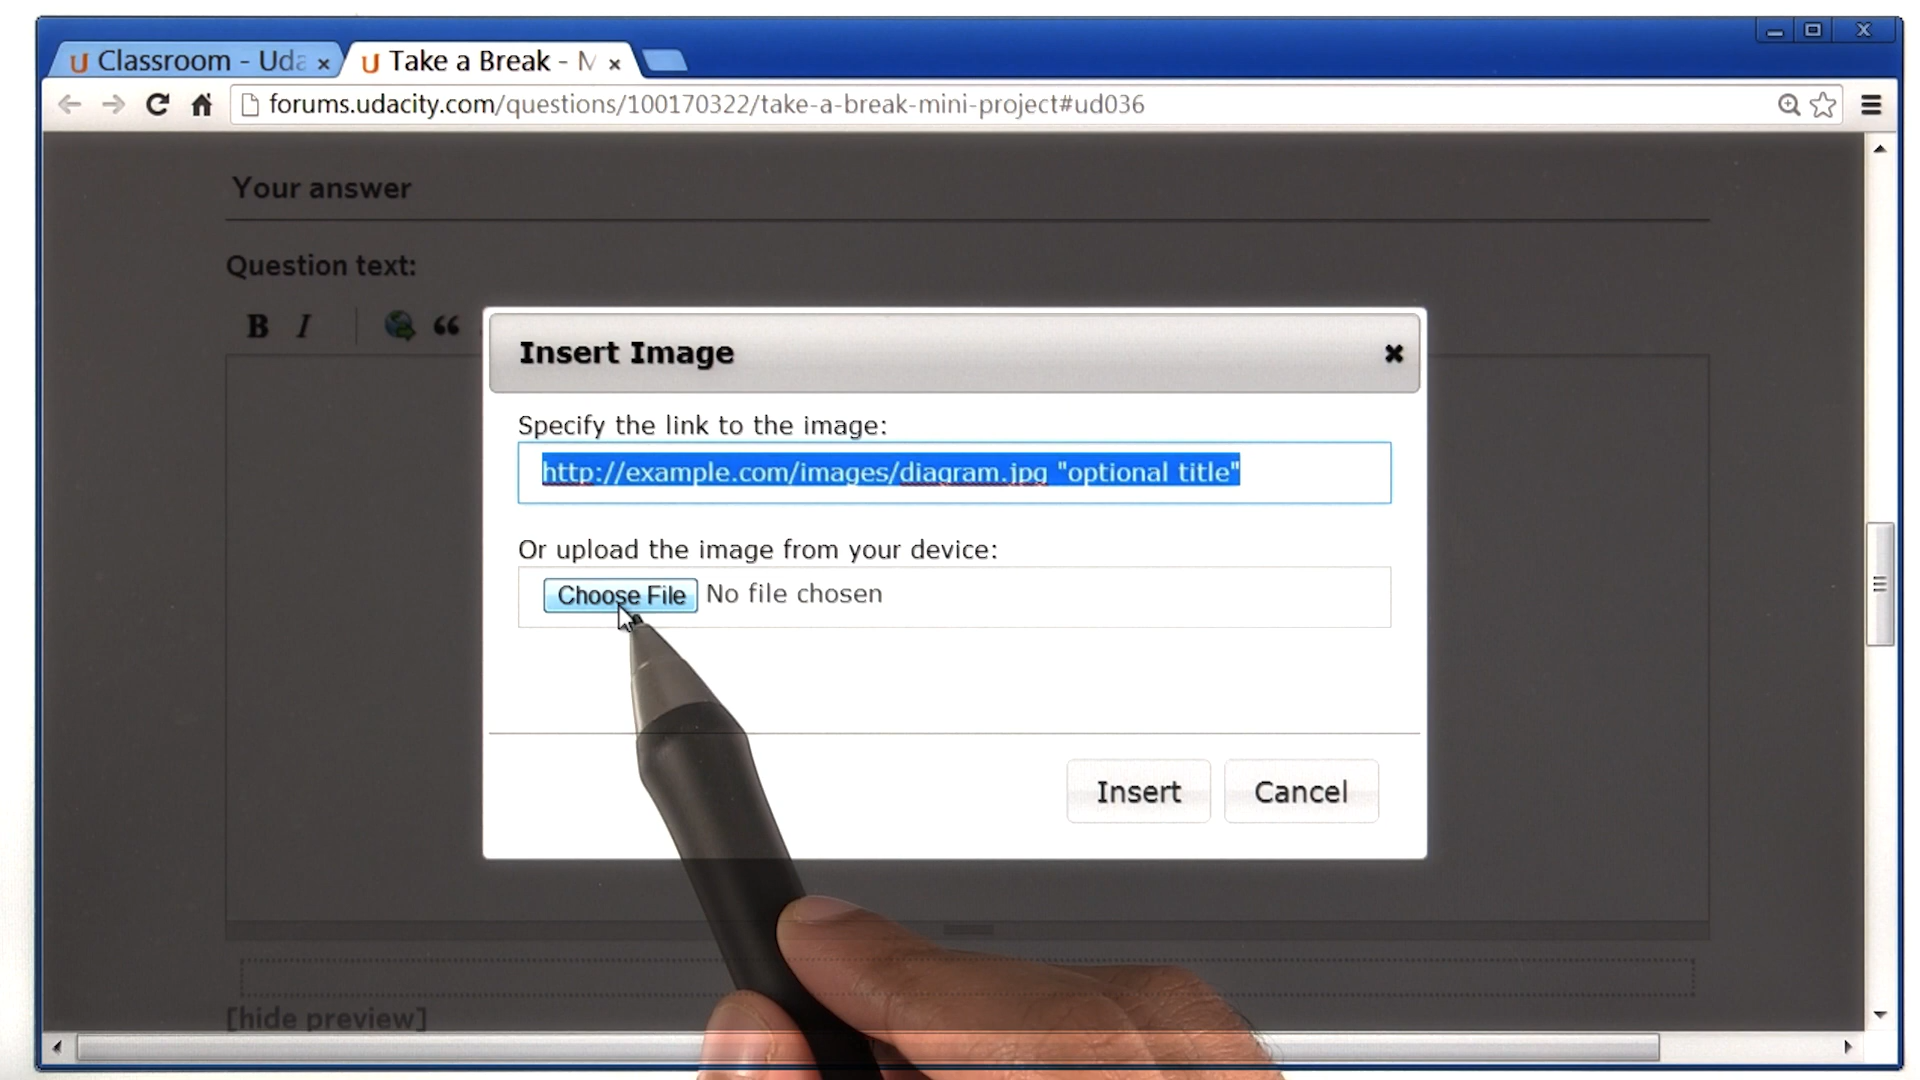 Classroom - Uda
Take a Break - M
forums.udacity.com/questions/100170322/take-a-break-mini-project#ud036
Your answer
Question text:
B I “
Insert Image
Specify the link to the image:
http://example.com/images/diagram.jpg "optional title"
Or upload the image from your device:
Choose File No file chosen
Insert Cancel
[hide preview]